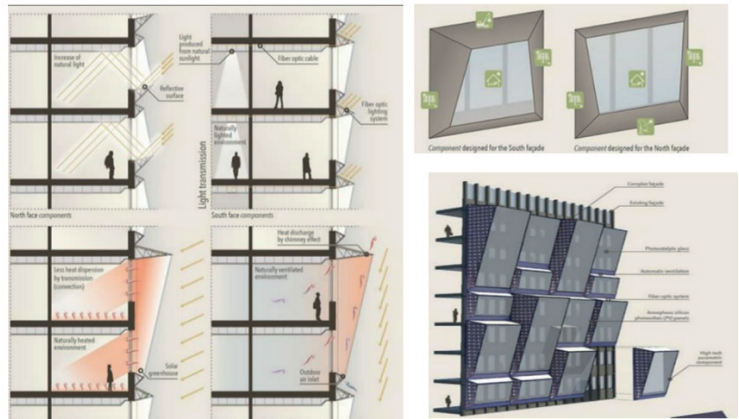 Increase of
natural light
Light
produced
from natural
sunlight
Fiber optic cable
Reflective
surface
Fiber optic
lighting
system
Naturally
lighted
environment
Light transmission
North face components
South face components
Heat discharge
by chimney effect
Less heat dispersion
by transmission
(convection)
Naturally ventilated
environment
Naturally heated
environment
Solar
greenhouse
Outdoor
air inlet
Component designed for the South façade
Component designed for the North façade
Complex façade
Existing façade
Photocatalytic glass
Automatic ventilation
Fiber optic system
Amorphous silicon
photovoltaic (PV) panels
High-tech
parametric
component